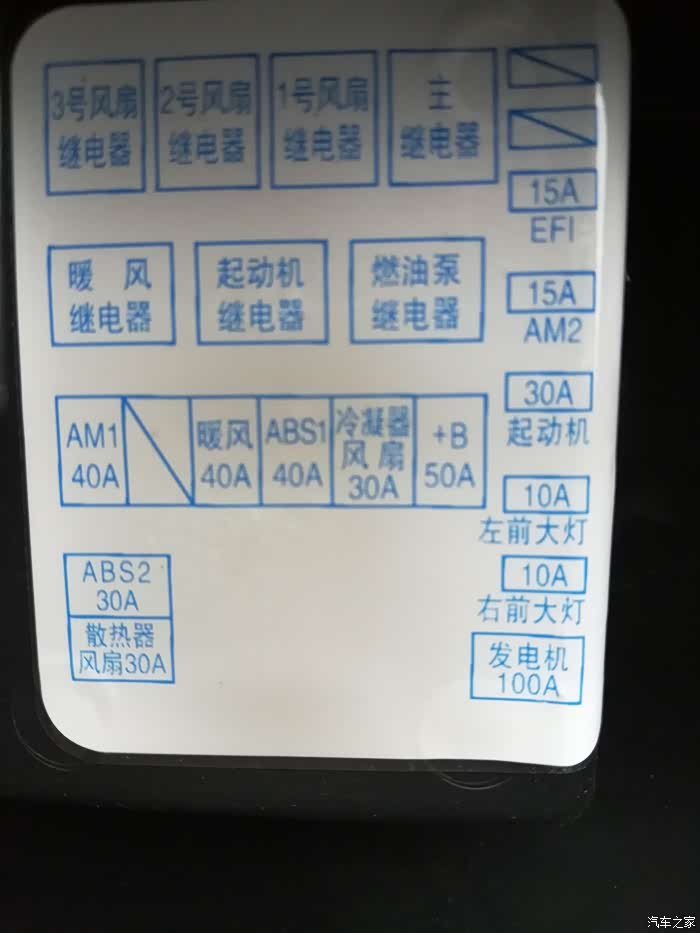 3号风扇
继电器
2号风扇
继电器
1号风扇
继电器
主
继电器
15A
EFI
暖 风
继电器
起动机
继电器
燃油泵
继电器
15A
AM2
30A
起动机
AM1
40A
暖风
40A
ABS1
40A
冷凝器
风 扇
30A
+B
50A
10A
左前大灯
10A
右前大灯
ABS2
30A
散热器
风扇30A
发电机
100A
汽车之家